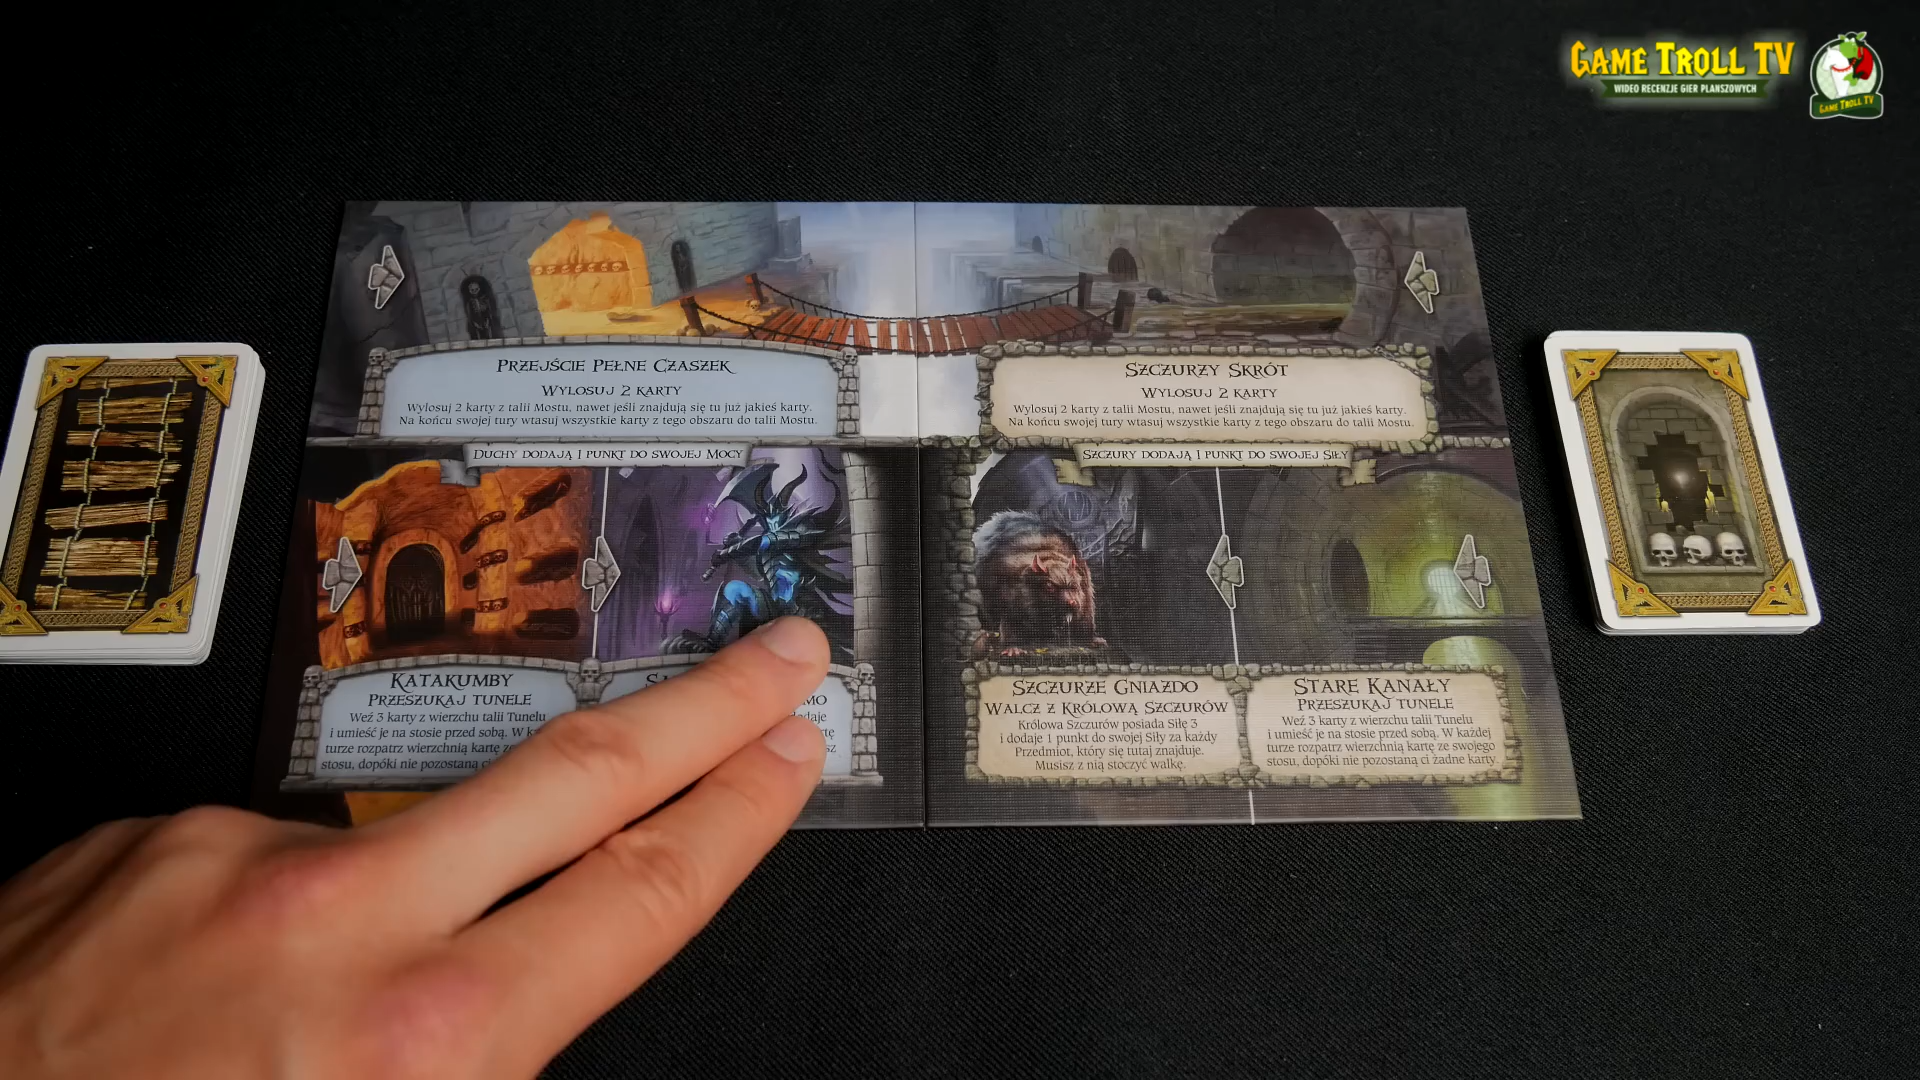 GAME TROLL TV
WIDEO RECENZJE GIER PLANSZOWYCH
GAME TROLL TV
PRZEJŚCIE PEŁNE CZASZEK
WYLOSUJ 2 KARTY
Wylosuj 2 karty z talii Mostu, nawet jeśli znajdują się tu już jakieś karty.
Na końcu swojej tury wtasuj wszystkie karty z tego obszaru do talii Mostu.
SZCZURZY SKRÓT
WYLOSUJ 2 KARTY
Wylosuj 2 karty z talii Mostu, nawet jeśli znajdują się tu już jakieś karty.
Na końcu swojej tury wtasuj wszystkie karty z tego obszaru do talii Mostu.
DUCHY DODAJĄ 1 PUNKT DO SWOJEJ MOCY
SZCZURY DODAJĄ 1 PUNKT DO SWOJEJ SIŁY
KATAKUMBY
PRZESZUKAJ TUNELE
Weź 3 karty z wierzchu talii Tunelu
i umieść je na stosie przed sobą. W
turze rozpatrz wierzchnią kartę ze
stosu, dopóki nie pozostaną ci
SZCZURZE GNIAZDO
WALCZ Z KRÓLOWĄ SZCZURÓW
Królowa Szczurów posiada Siłę 3
i dodaje 1 punkt do swojej Siły za każdy
Przedmiot, który się tutaj znajduje.
Musisz z nią stoczyć walkę.
STARE KANAŁY
PRZESZUKAJ TUNELE
Weź 3 karty z wierzchu talii Tunelu
i umieść je na stosie przed sobą. W każdej
turze rozpatrz wierzchnią kartę ze swojego
stosu, dopóki nie pozostaną ci żadne karty.